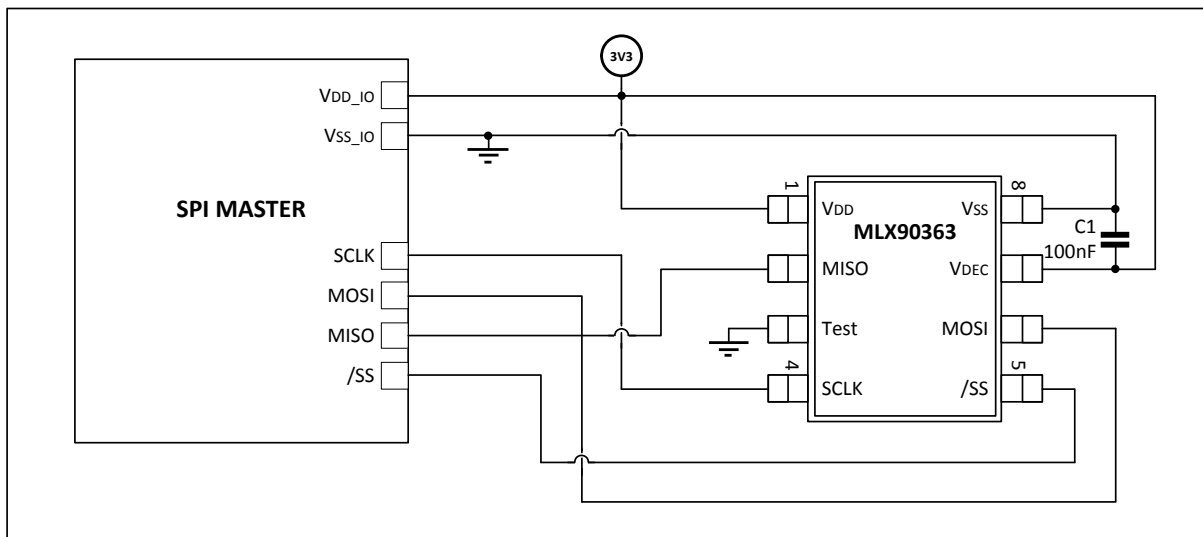 3V3
VDD_IO
VSS_IO
SPI MASTER
SCLK
MOSI
MISO
/SS
1
8
VDD
VSS
MLX90363
C1
100nF
MISO
VDEC
Test
MOSI
4
5
SCLK
/SS